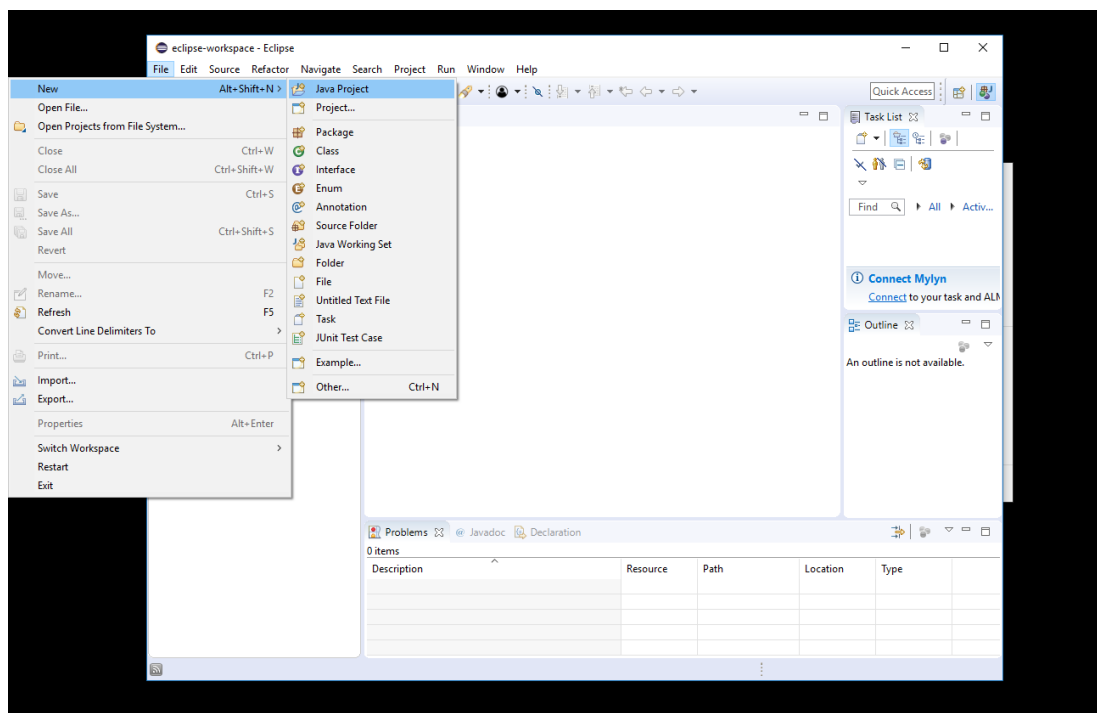 eclipse-workspace - Eclipse
File Edit Source Refactor Navigate Search Project Run Window Help
Quick Access
New Alt+Shift+N >
Open File...
Open Projects from File System...
Close Ctrl+W
Close All Ctrl+Shift+W
Save Ctrl+S
Save As...
Save All Ctrl+Shift+S
Revert
Move...
Rename... F2
Refresh F5
Convert Line Delimiters To >
Print... Ctrl+P
Import...
Export...
Properties Alt+Enter
Switch Workspace >
Restart
Exit
Java Project
Project...
Package
Class
Interface
Enum
Annotation
Source Folder
Java Working Set
Folder
File
Untitled Text File
Task
JUnit Test Case
Example...
Other... Ctrl+N
Task List
Find All Activ...
Connect Mylyn
Connect to your task and ALM
Outline
An outline is not available.
Problems @ Javadoc Declaration
0 items
Description Resource Path Location Type